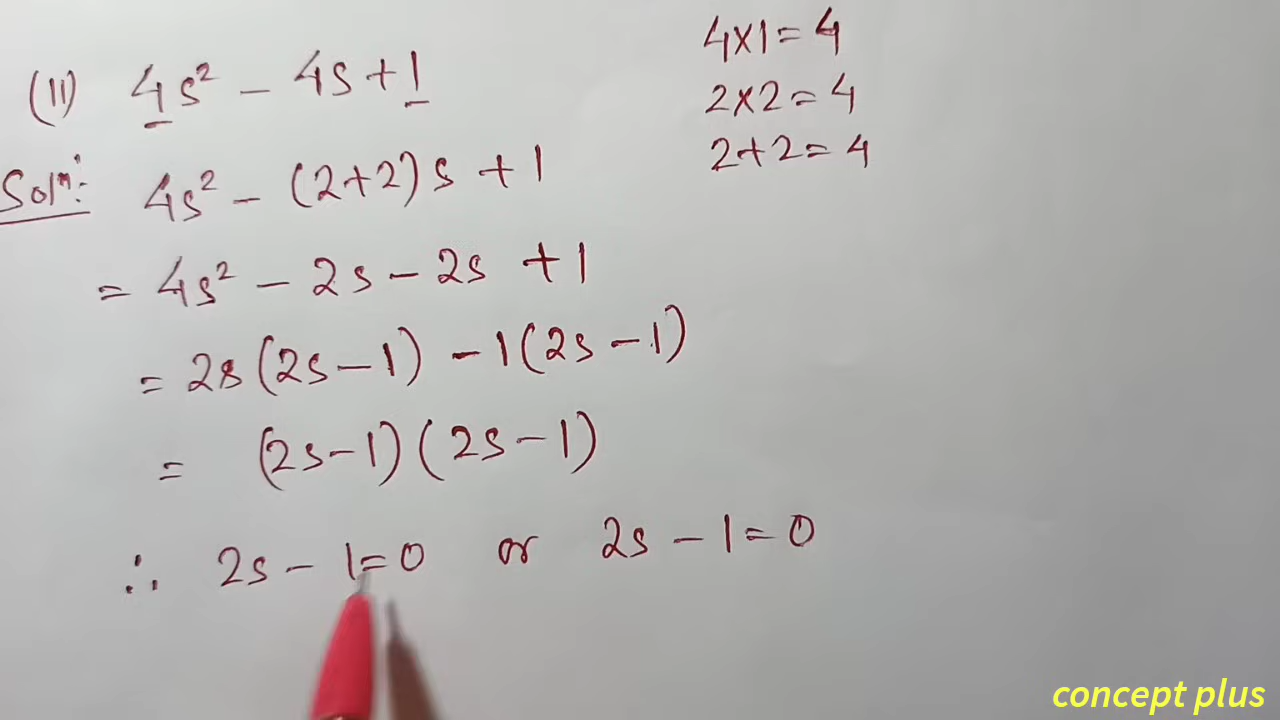 (II) 4s² - 4s + 1
4×1 = 4
2×2 = 4
2+2 = 4
Solⁿ: 4s² - (2+2)s + 1
= 4s² - 2s - 2s + 1
= 2s(2s - 1) - 1(2s - 1)
= (2s - 1)(2s - 1)
∴ 2s - 1 = 0 or 2s - 1 = 0
concept plus